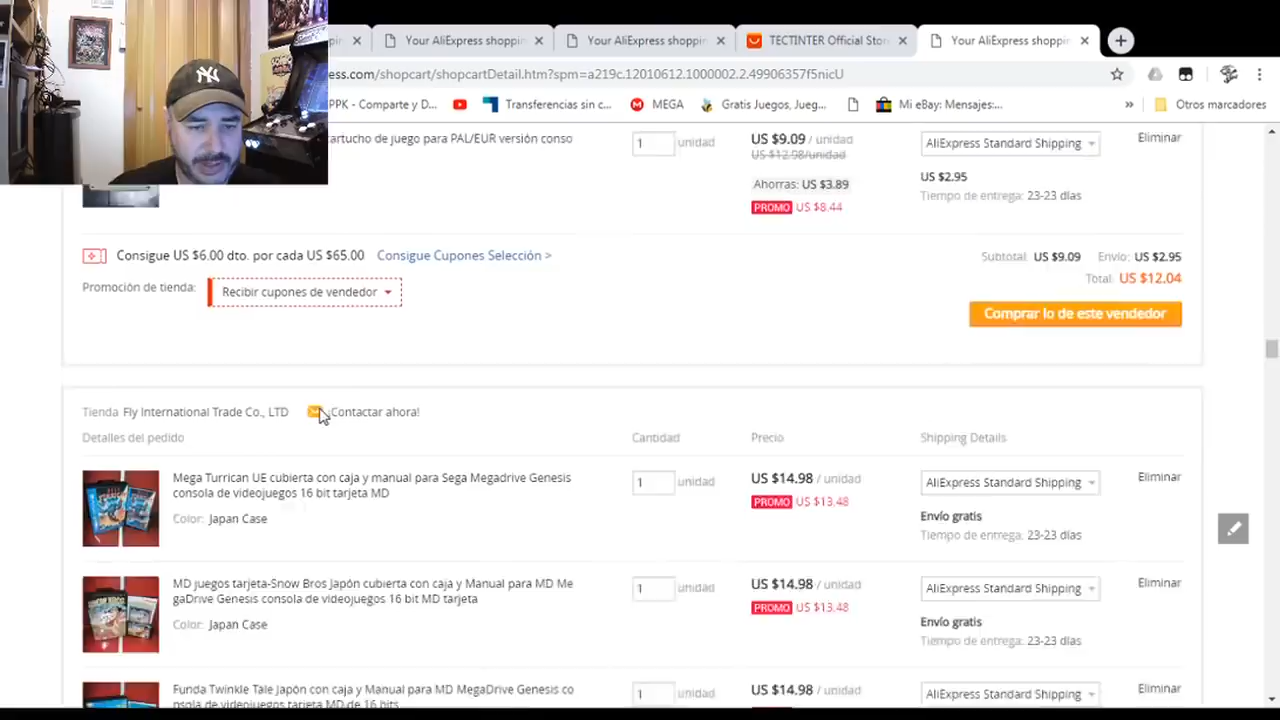 Your AliExpress shoppin
Your AliExpress shoppin
TECTINTER Official Stor
Your AliExpress shoppin
ess.com/shopcart/shopcartDetail.htm?spm=a219c.12010612.1000002.2.49906357f5nicU
PPK - Comparte y D...
Transferencias sin c...
MEGA
Gratis Juegos, Jueg...
Mi eBay: Mensajes:...
»
Otros marcadores
artucho de juego para PAL/EUR versión conso
1 unidad
US $9.09 / unidad
US $12.98/unidad
Ahorras: US $3.89
PROMO US $8.44
AliExpress Standard Shipping
US $2.95
Tiempo de entrega: 23-23 días
Eliminar
Consigue US $6.00 dto. por cada US $65.00 Consigue Cupones Selección >
Promoción de tienda: Recibir cupones de vendedor
Subtotal: US $9.09 Envío: US $2.95
Total: US $12.04
Comprar lo de este vendedor
Tienda Fly International Trade Co., LTD Contactar ahora!
Detalles del pedido Cantidad Precio Shipping Details
Mega Turrican UE cubierta con caja y manual para Sega Megadrive Genesis
consola de videojuegos 16 bit tarjeta MD
Color: Japan Case
1 unidad
US $14.98 / unidad
PROMO US $13.48
AliExpress Standard Shipping
Envío gratis
Tiempo de entrega: 23-23 días
Eliminar
MD juegos tarjeta-Snow Bros Japón cubierta con caja y Manual para MD Me
gaDrive Genesis consola de videojuegos 16 bit MD tarjeta
Color: Japan Case
1 unidad
US $14.98 / unidad
PROMO US $13.48
AliExpress Standard Shipping
Envío gratis
Tiempo de entrega: 23-23 días
Eliminar
Funda Twinkle Tale Japón con caja y Manual para MD MegaDrive Genesis co
nsola de videojuegos tarjeta MD de 16 bits
1 unidad
US $14.98 / unidad
AliExpress Standard Shipping
Eliminar